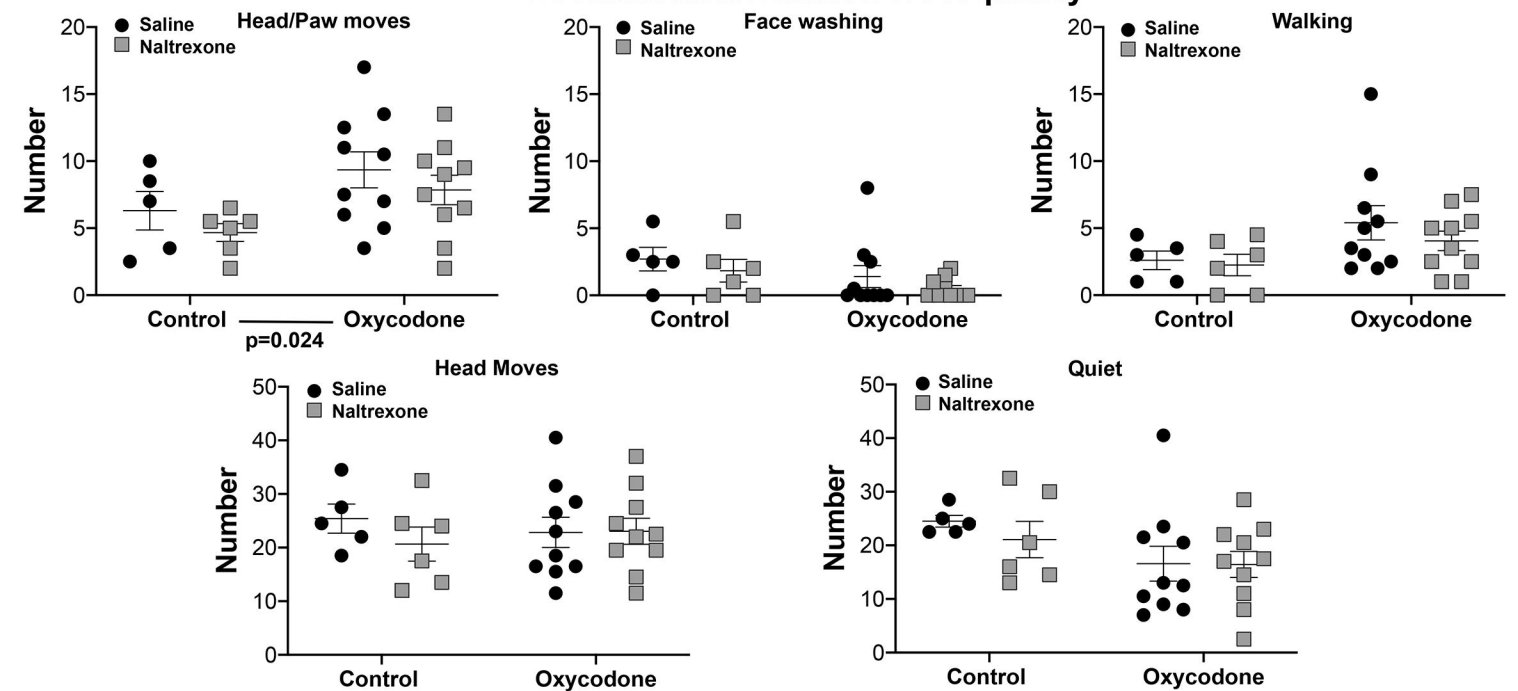 Head/Paw moves
Saline
Naltrexone
20
15
10
5
0
Number
Control
Oxycodone
p=0.024
Face washing
Saline
Naltrexone
20
15
10
5
0
Number
Control
Oxycodone
Walking
Saline
Naltrexone
20
15
10
5
0
Number
Control
Oxycodone
Head Moves
Saline
Naltrexone
50
40
30
20
10
0
Number
Control
Oxycodone
Quiet
Saline
Naltrexone
50
40
30
20
10
0
Number
Control
Oxycodone